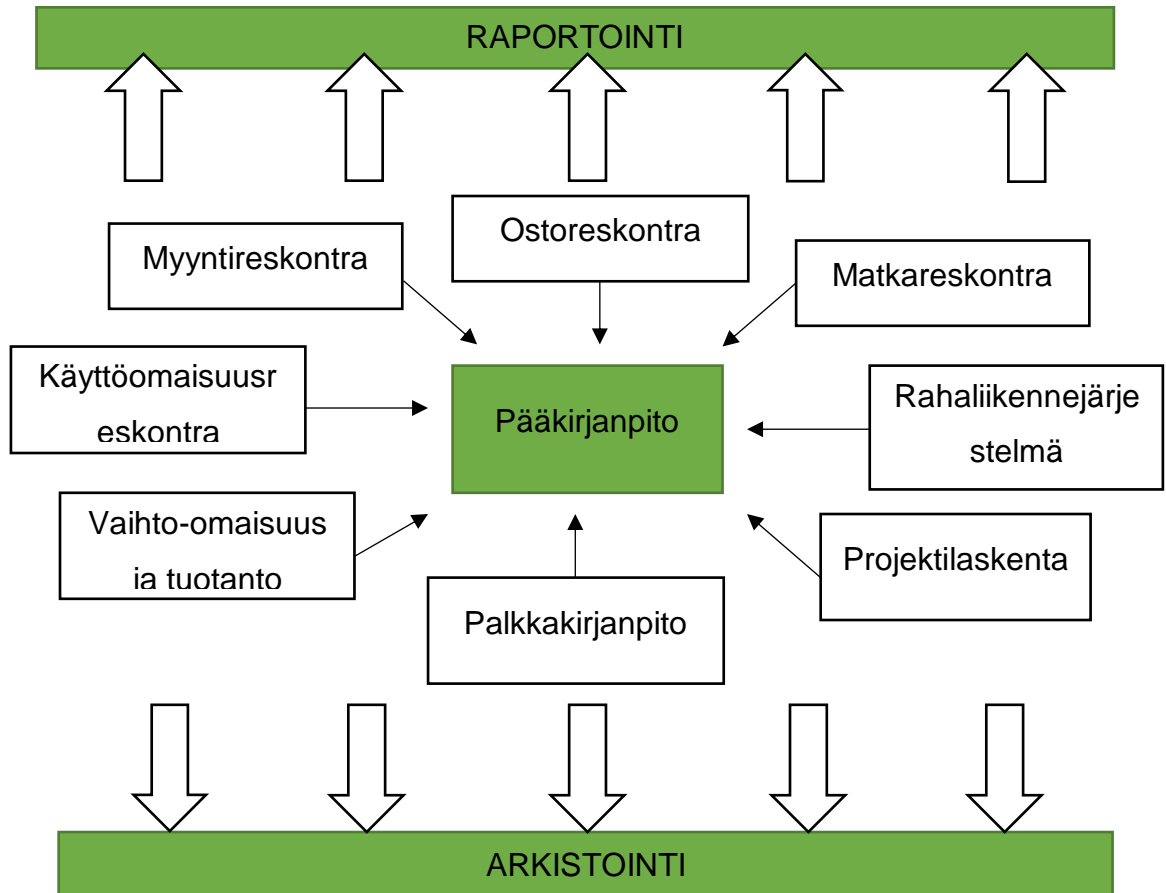 RAPORTOINTI
Ostoreskontra
Myyntireskontra
Matkareskontra
Käyttöomaisuusr
eskontra
Pääkirjanpito
Rahaliikennejärje
stelmä
Vaihto-omaisuus
ja tuotanto
Projektilaskenta
Palkkakirjanpito
ARKISTOINTI